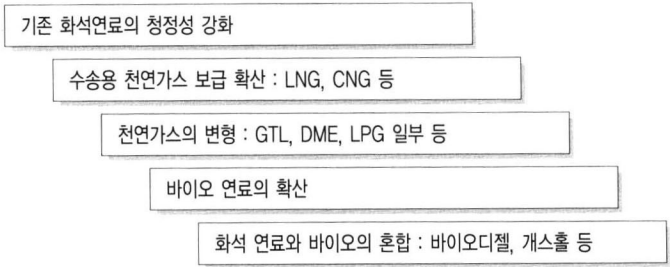 기존 화석연료의 청정성 강화
수송용 천연가스 보급 확산 : LNG, CNG 등
천연가스의 변형 : GTL, DME, LPG 일부 등
바이오 연료의 확산
화석 연료와 바이오의 혼합 : 바이오디젤, 개스홀 등